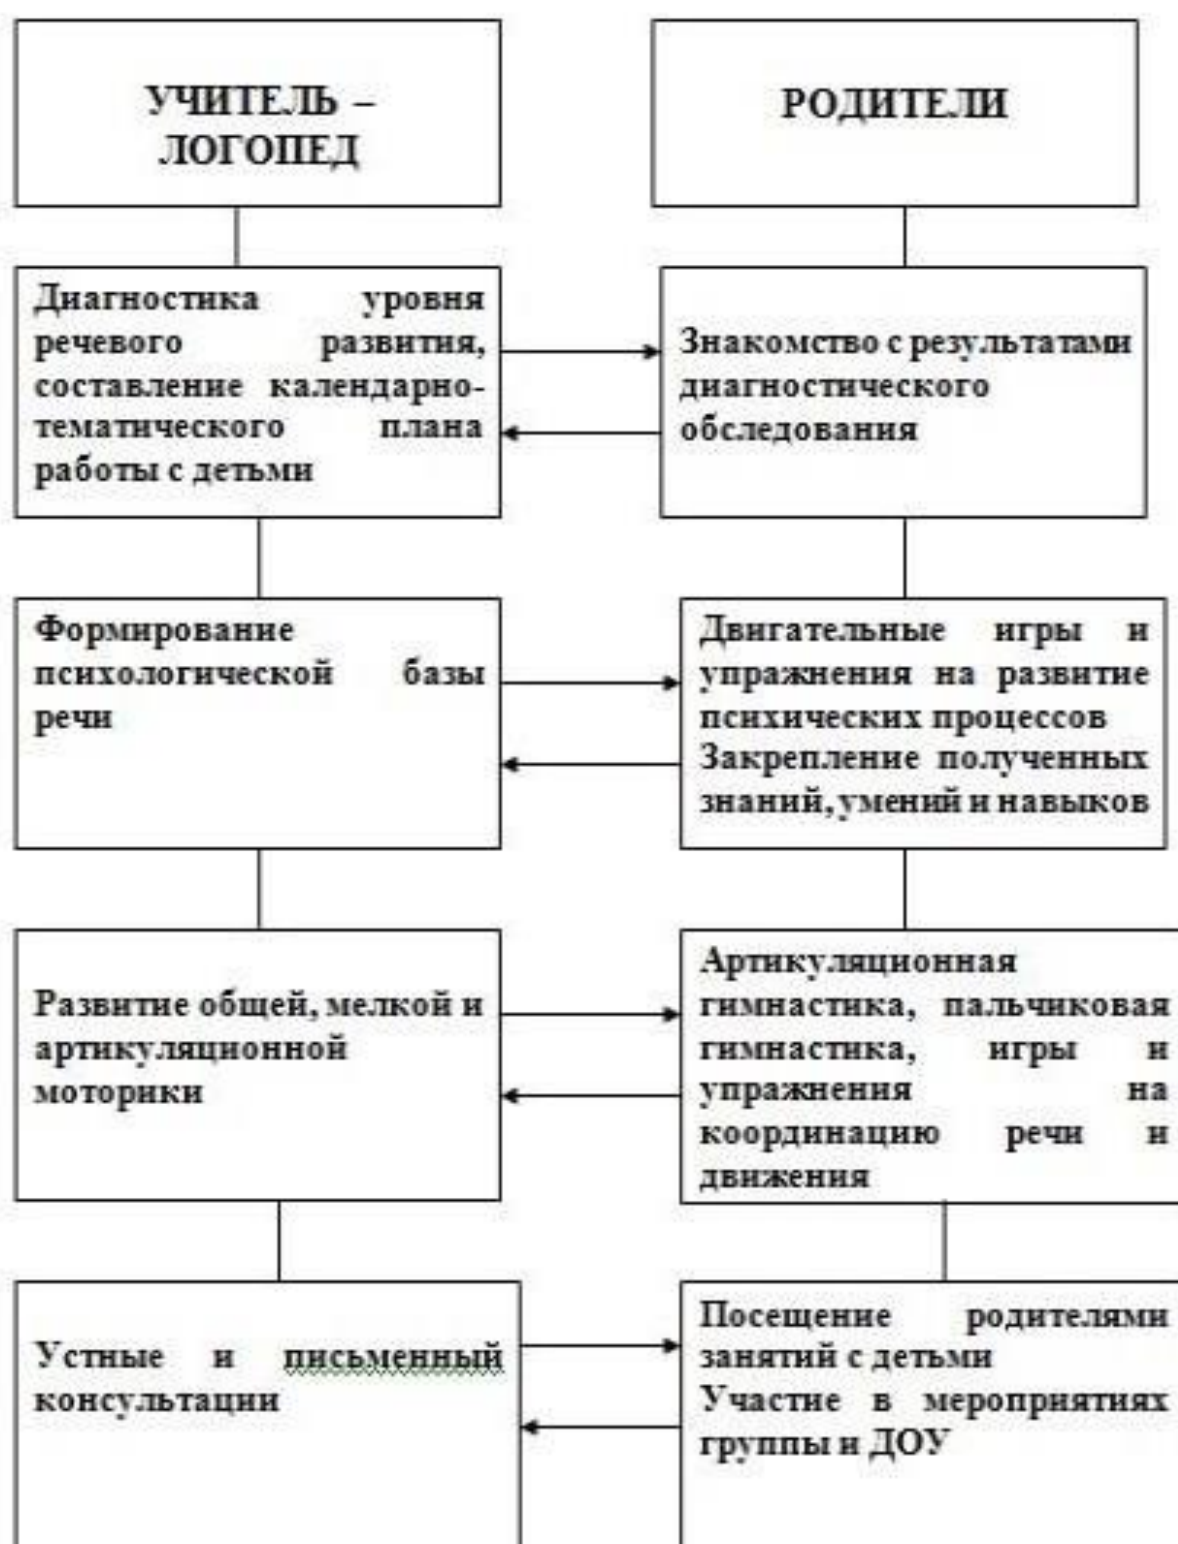 УЧИТЕЛЬ –
ЛОГОПЕД
РОДИТЕЛИ
Диагностика уровня
речевого развития,
составление календарно-
тематического плана
работы с детьми
Знакомство с результатами
диагностического
обследования
Формирование
психологической базы
речи
Двигательные игры и
упражнения на развитие
психических процессов
Закрепление полученных
знаний, умений и навыков
Развитие общей, мелкой и
артикуляционной
моторики
Артикуляционная
гимнастика, пальчиковая
гимнастика, игры и
упражнения на
координацию речи и
движения
Устные и письменный
консультации
Посещение родителями
занятий с детьми
Участие в мероприятиях
группы и ДОУ